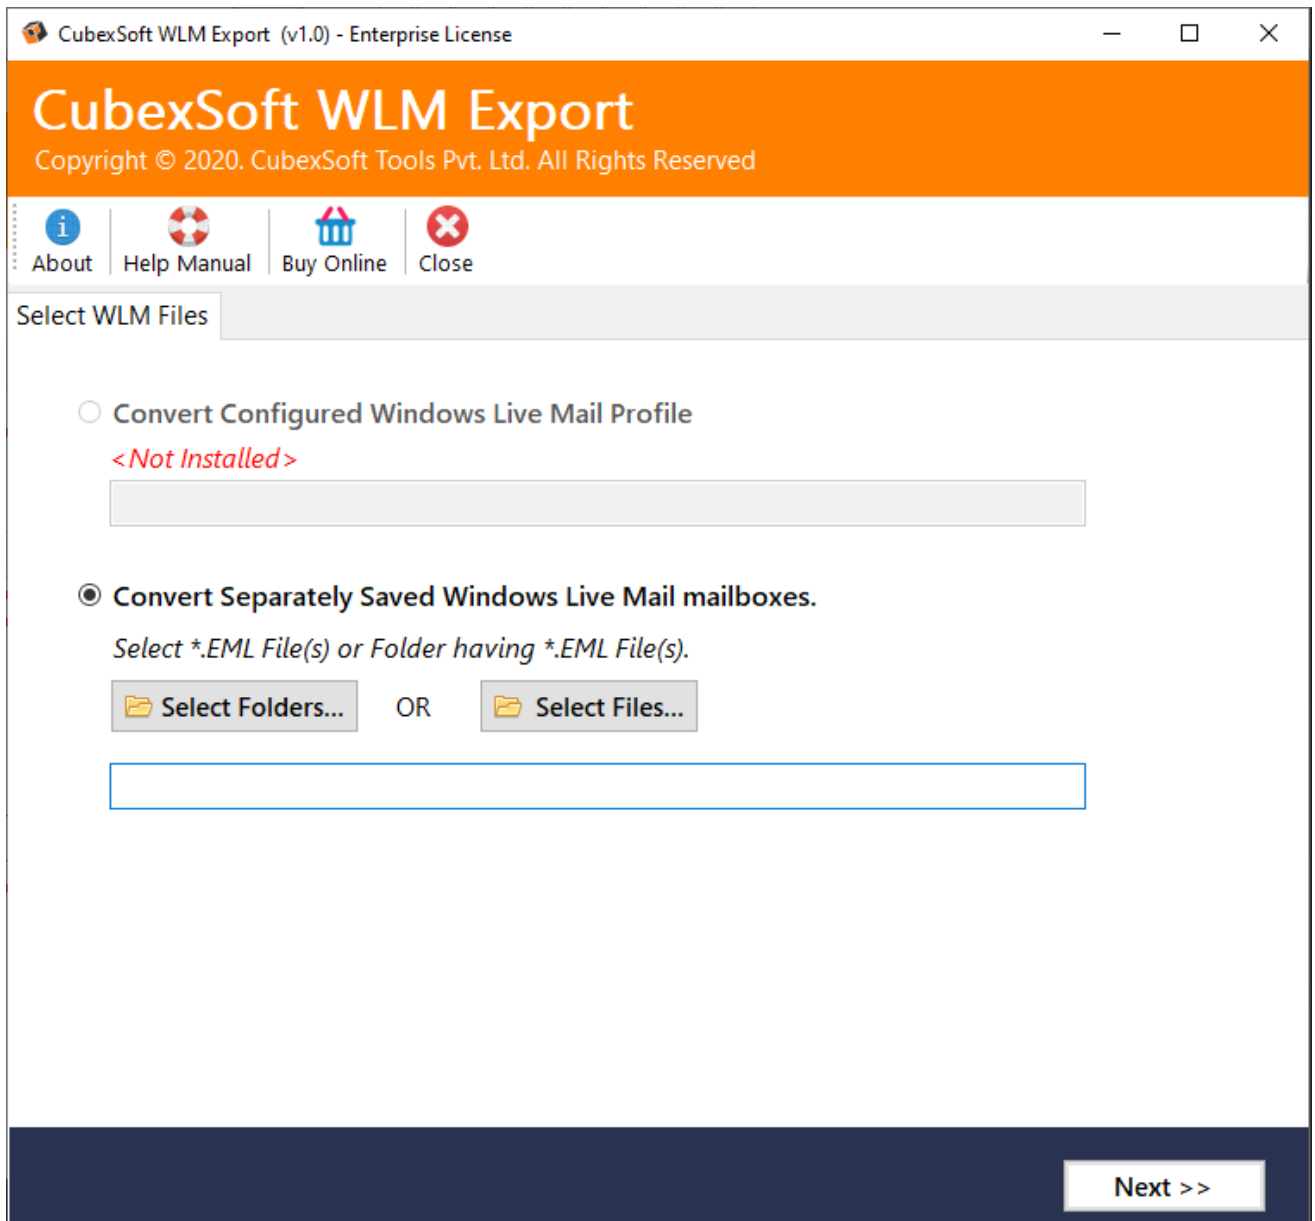 CubexSoft WLM Export (v1.0) - Enterprise License
CubexSoft WLM Export
Copyright © 2020. CubexSoft Tools Pvt. Ltd. All Rights Reserved
About Help Manual Buy Online Close
Select WLM Files
Convert Configured Windows Live Mail Profile
<Not Installed>
Convert Separately Saved Windows Live Mail mailboxes.
Select *.EML File(s) or Folder having *.EML File(s).
Select Folders... OR Select Files...
Next >>